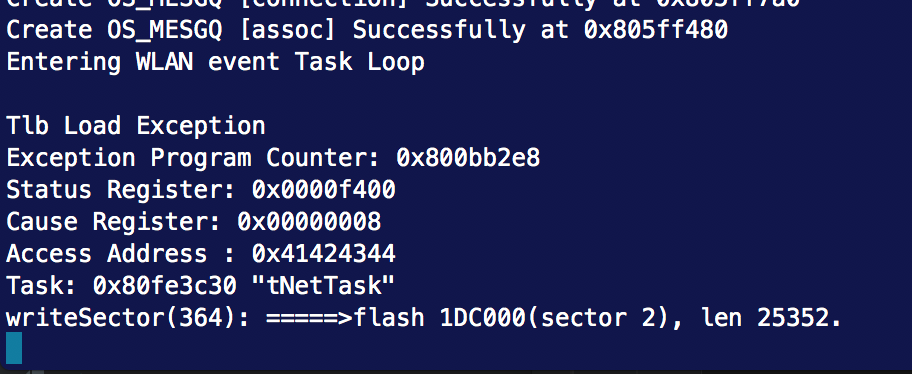 Create OS_MESGQ [connection] Successfully at 0x805ff7a0
Create OS_MESGQ [assoc] Successfully at 0x805ff480
Entering WLAN event Task Loop
Tlb Load Exception
Exception Program Counter: 0x800bb2e8
Status Register: 0x0000f400
Cause Register: 0x00000008
Access Address : 0x41424344
Task: 0x80fe3c30 "tNetTask"
writeSector(364): =====>flash 1DC000(sector 2), len 25352.